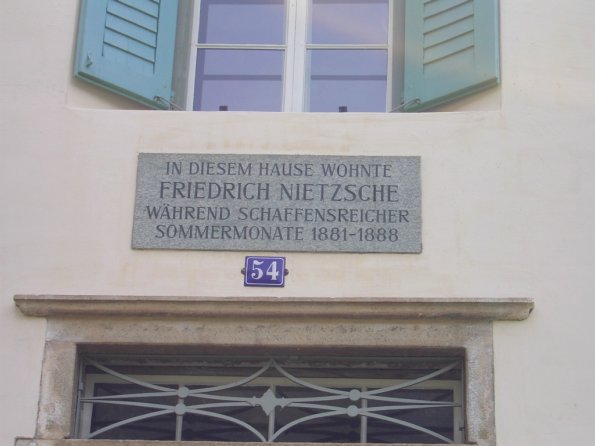 IN DIESEM HAUSE WOHNTE
FRIEDRICH NIETZSCHE
WÄHREND SCHAFFENSREICHER
SOMMERMONATE 1881-1888
54